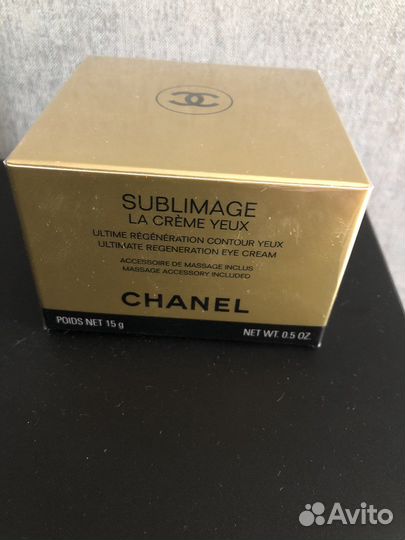 SUBLIMAGE
LA CRÈME YEUX
ULTIME RÉGÉNÉRATION CONTOUR YEUX
ULTIMATE REGENERATION EYE CREAM
ACCESSOIRE DE MASSAGE INCLUS
MASSAGE ACCESSORY INCLUDED
CHANEL
POIDS NET 15 g
NET WT. 0.5 OZ.
Avito